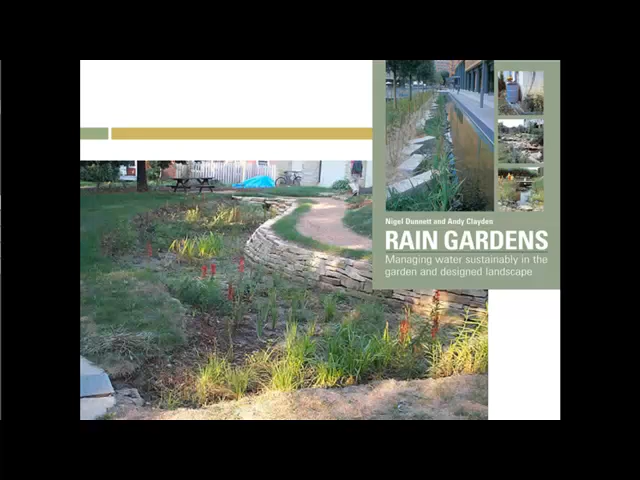 Nigel Dunnett and Andy Clayden
RAIN GARDENS
Managing water sustainably in the
garden and designed landscape